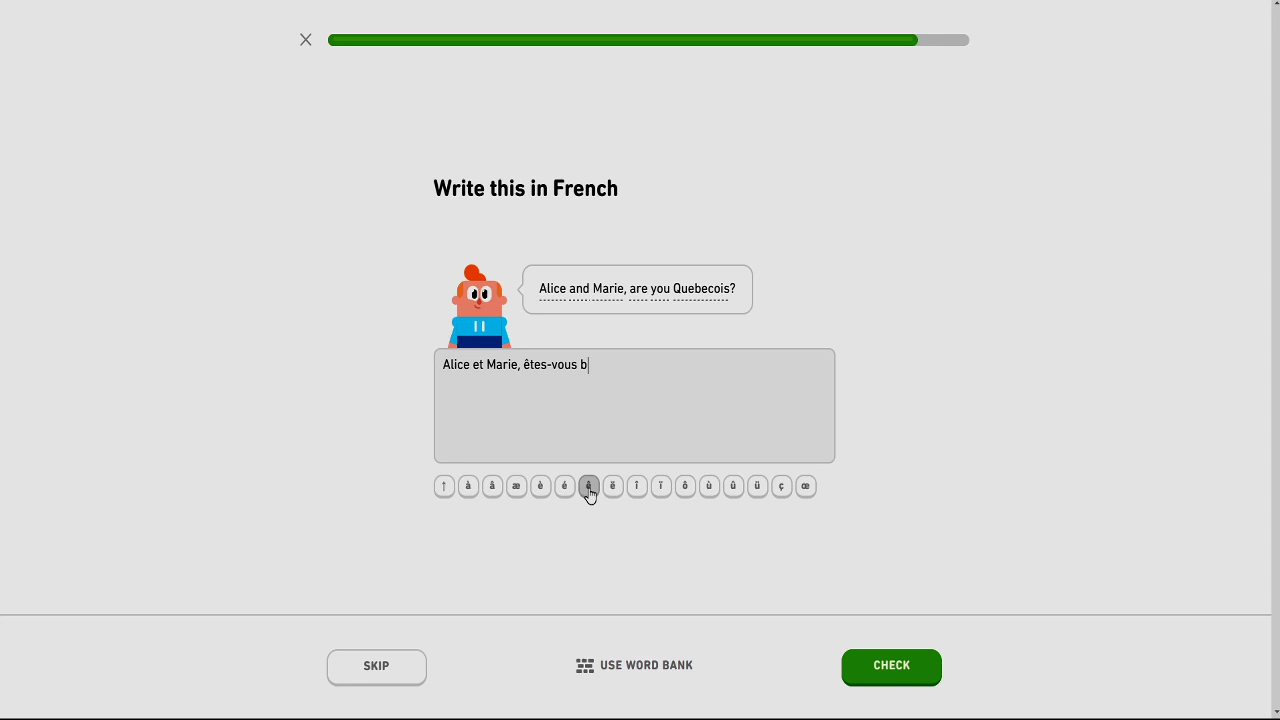 Write this in French
Alice and Marie, are you Quebecois?
Alice et Marie, êtes-vous b
↑ à â æ è é ê ë î ï ô ù û ü ç œ
SKIP
USE WORD BANK
CHECK